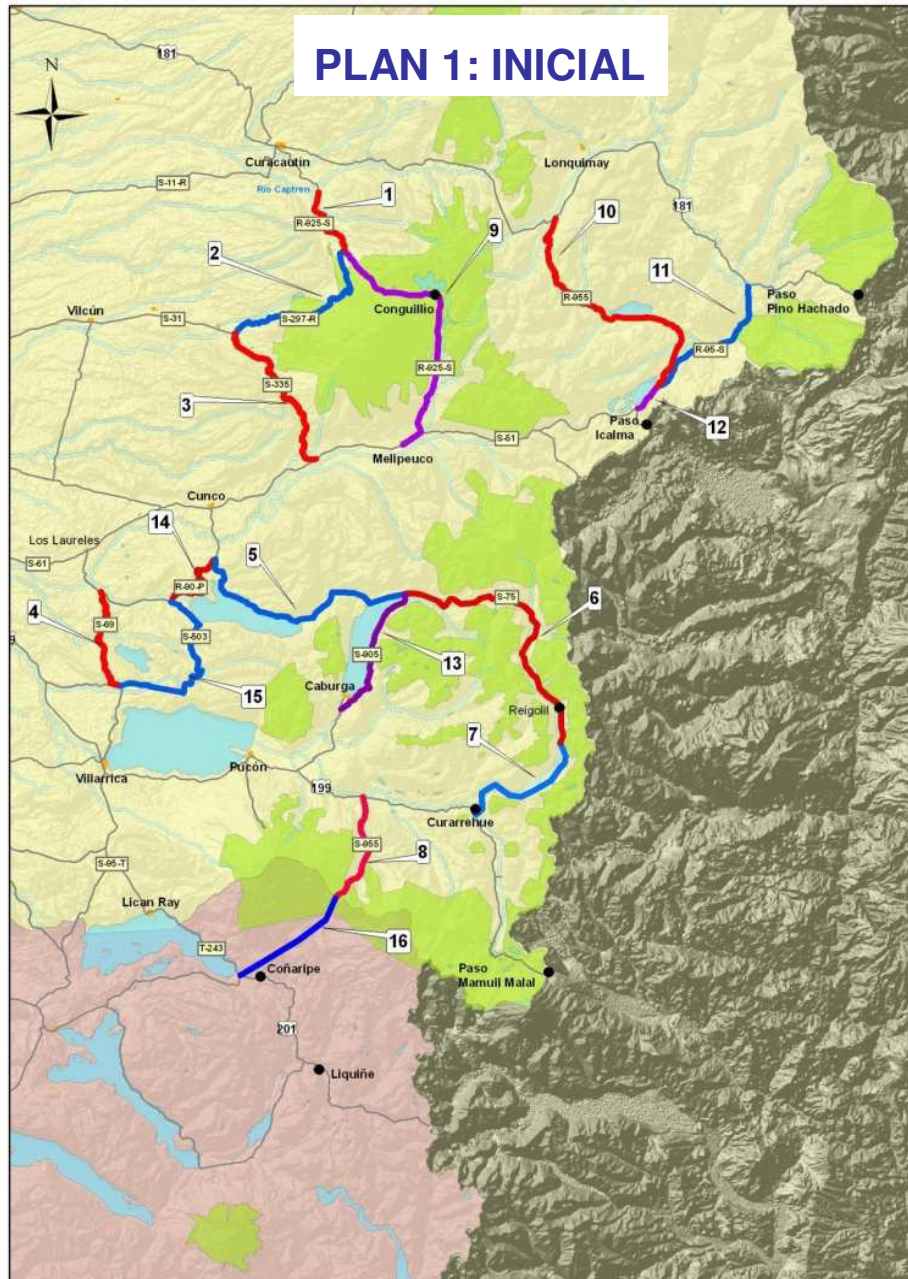 PLAN 1: INICIAL
181
N
Curacautín
Lonquimay
S-11-R
Río Captren
1
R-925-S
10
181
9
2
11
Conguillio
Paso
Pino Hachado
Vilcún
S-31
S-297-R
R-955
R-95-S
R-925-S
S-335
3
12
Paso
Icalma
S-61
Melipeuco
Cunco
14
Los Laureles
5
S-61
R-90-P
S-75
6
4
S-69
S-503
13
S-905
15
Caburga
Reigolil
7
Villarrica
Pucón
199
Curarrehue
S-955
8
S-95-T
Lican Ray
16
T-243
Coñaripe
Paso
Mamuil Malal
201
Liquiñe